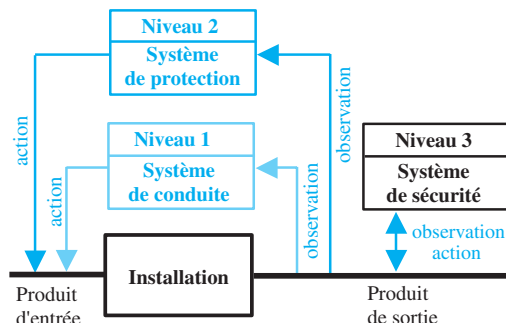 Niveau 2
Système
de protection
action
observation
Niveau 1
Système
de conduite
action
observation
Niveau 3
Système
de sécurité
observation
action
Installation
Produit
d'entrée
Produit
de sortie